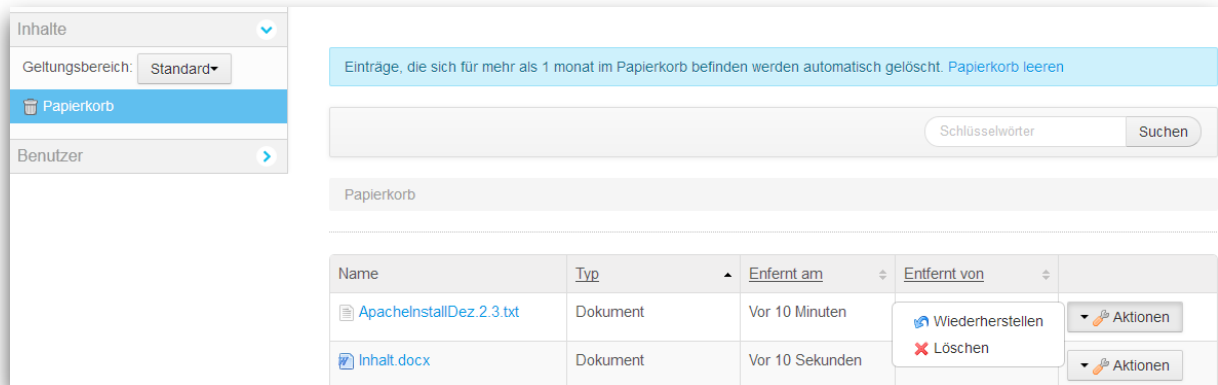 Inhalte
Geltungsbereich: Standard
Papierkorb
Benutzer
Einträge, die sich für mehr als 1 monat im Papierkorb befinden werden automatisch gelöscht. Papierkorb leeren
Schlüsselwörter Suchen
Papierkorb
Name Typ Enfernt am Entfernt von
ApacheInstallDez.2.3.txt Dokument Vor 10 Minuten Aktionen
Wiederherstellen
Löschen
Inhalt.docx Dokument Vor 10 Sekunden Aktionen